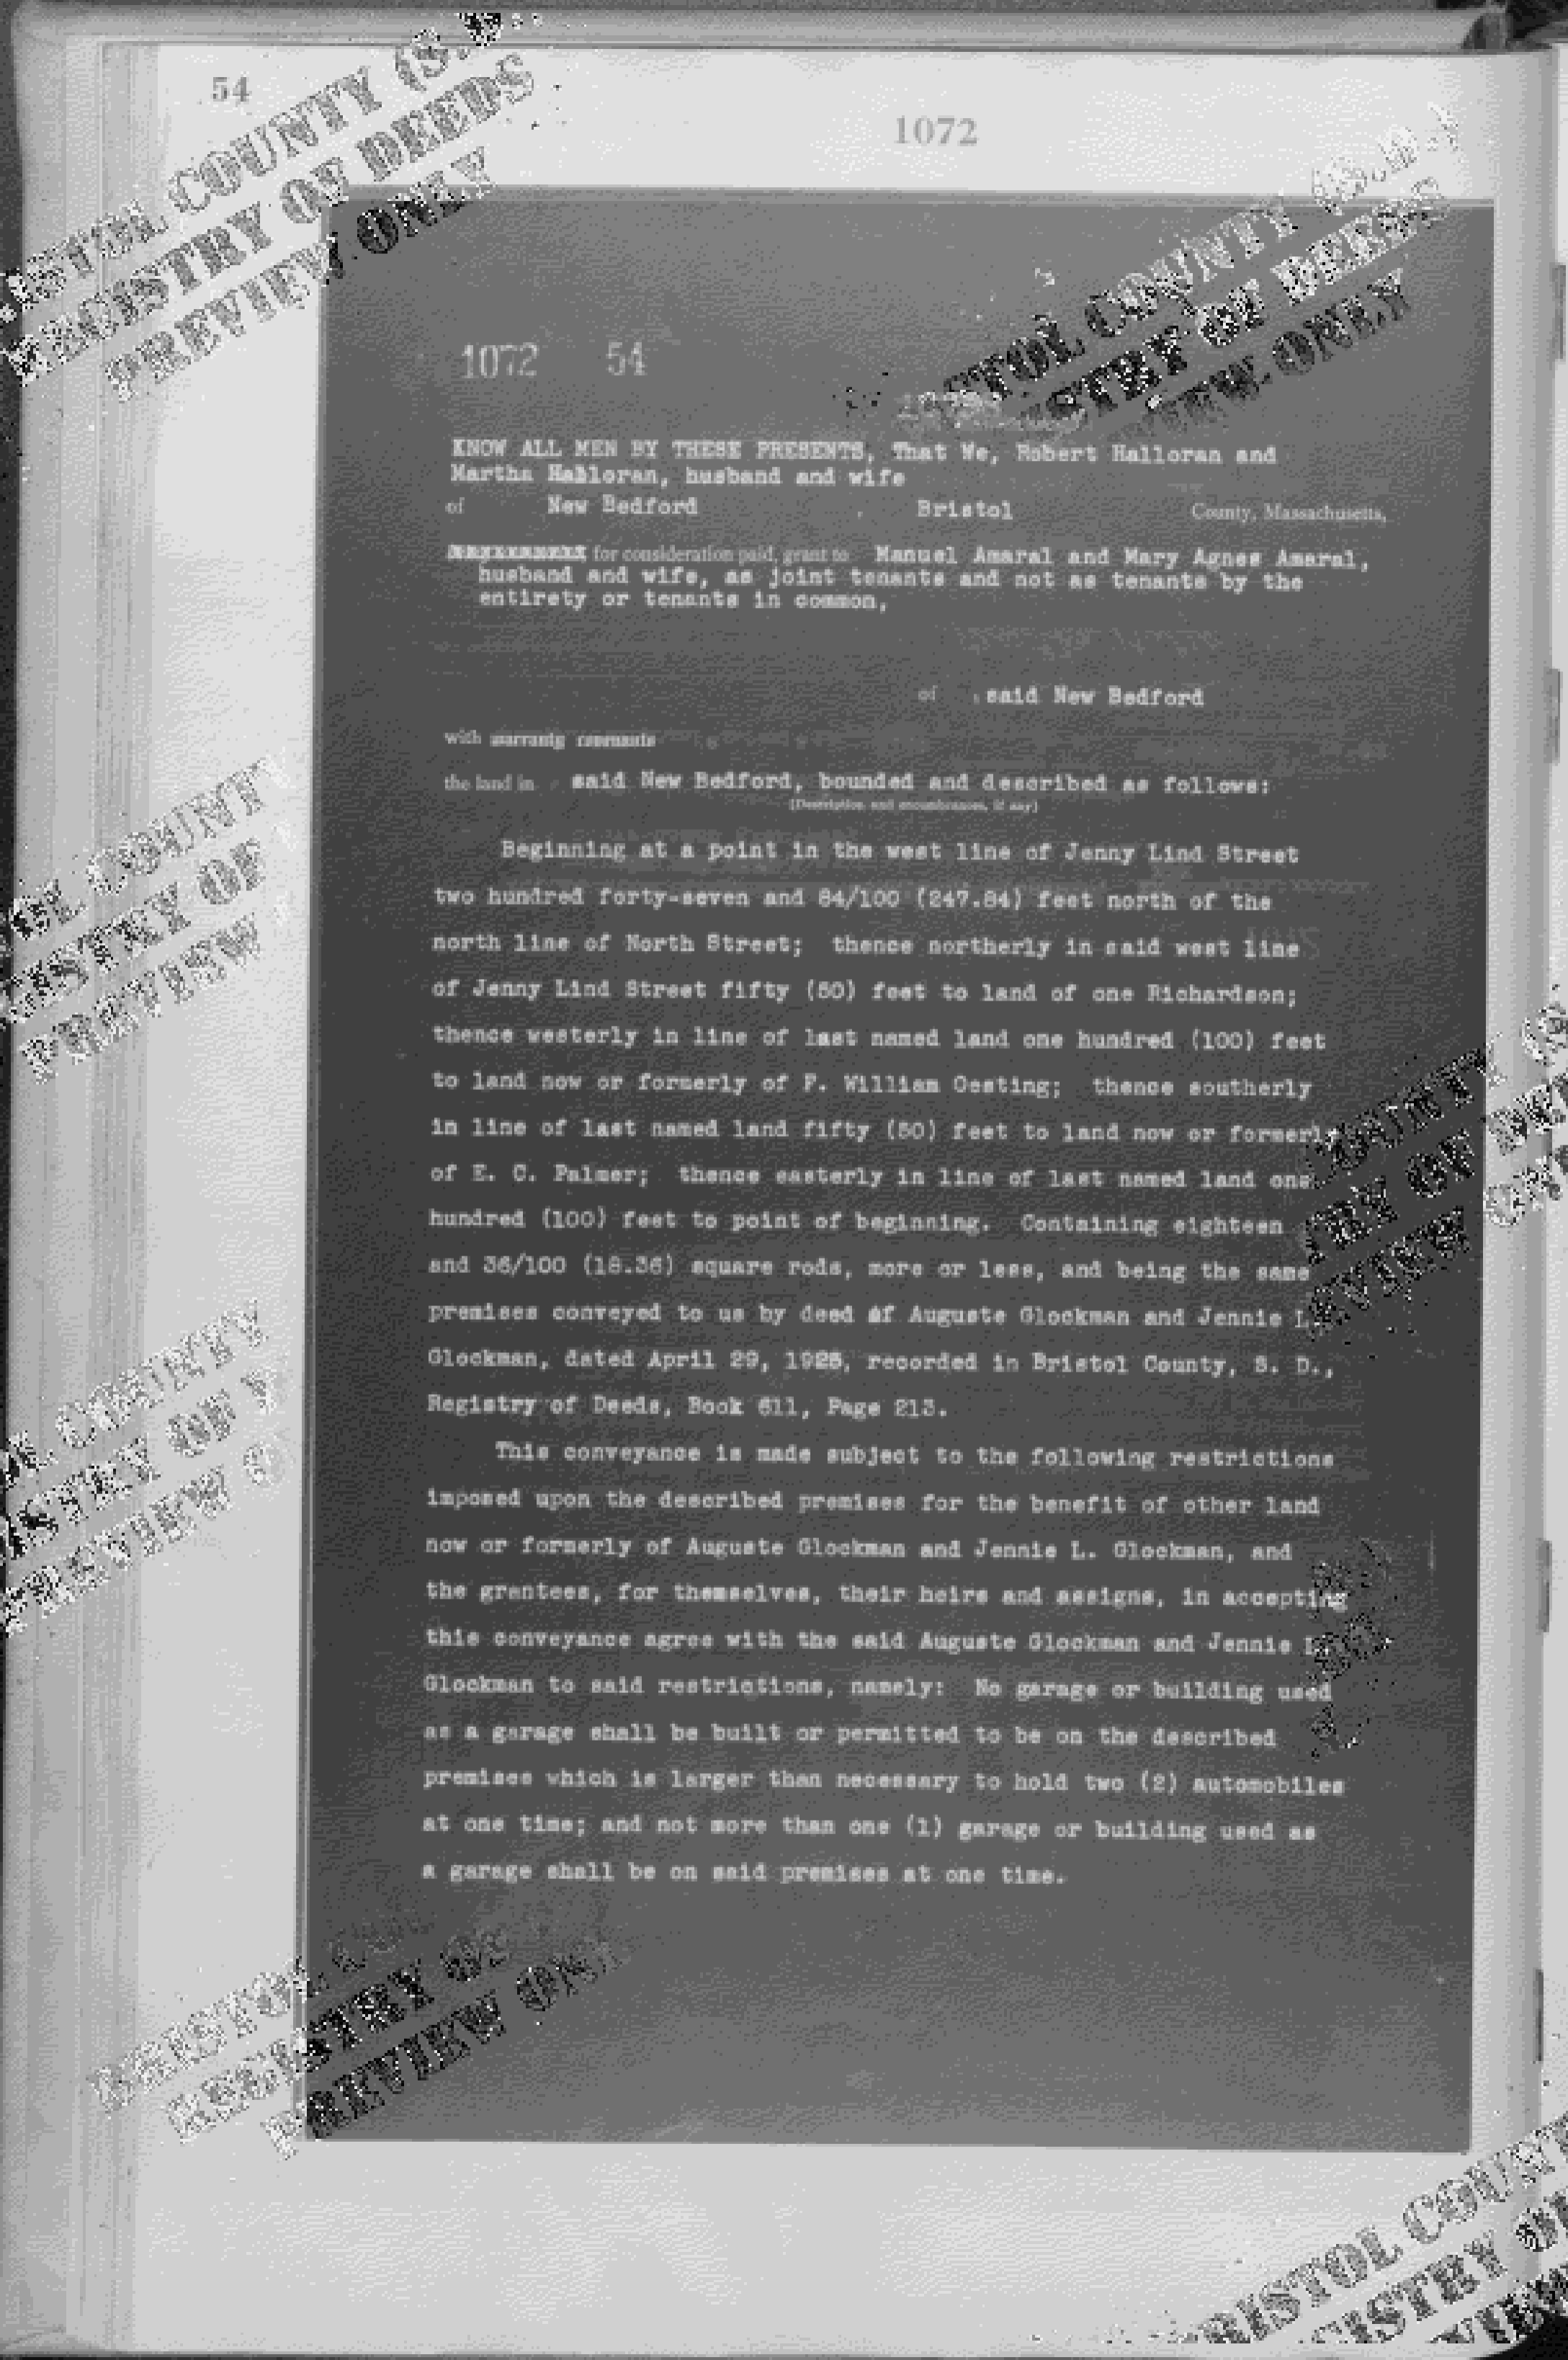 54
1072
BRISTOL COUNTY (S.D.)
REGISTRY OF DEEDS
PREVIEW ONLY
1072 54
KNOW ALL MEN BY THESE PRESENTS, That We, Robert Halloran and
Martha Halloran, husband and wife
of New Bedford Bristol County, Massachusetts,
for consideration paid, grant to Manuel Amaral and Mary Agnes Amaral,
husband and wife, as joint tenants and not as tenants by the
entirety or tenants in common,
of said New Bedford
with warranty covenants
the land in said New Bedford, bounded and described as follows:
(Description and encumbrances, if any)
Beginning at a point in the west line of Jenny Lind Street
two hundred forty-seven and 84/100 (247.84) feet north of the
north line of North Street; thence northerly in said west line
of Jenny Lind Street fifty (50) feet to land of one Richardson;
thence westerly in line of last named land one hundred (100) feet
to land now or formerly of F. William Oesting; thence southerly
in line of last named land fifty (50) feet to land now or formerly
of E. C. Palmer; thence easterly in line of last named land one
hundred (100) feet to point of beginning. Containing eighteen
and 36/100 (18.36) square rods, more or less, and being the same
premises conveyed to us by deed of Auguste Glockman and Jennie L.
Glockman, dated April 29, recorded in Bristol County, S. D.,
Registry of Deeds, Book 611, Page 213.
This conveyance is made subject to the following restrictions
imposed upon the described premises for the benefit of other land
now or formerly of Auguste Glockman and Jennie L. Glockman, and
the grantees, for themselves, their heirs and assigns, in accepting
this conveyance agree with the said Auguste Glockman and Jennie L.
Glockman to said restrictions, namely: No garage or building used
as a garage shall be built or permitted to be on the described
premises which is larger than necessary to hold two (2) automobiles
at one time; and not more than one (1) garage or building used as
a garage shall be on said premises at one time.